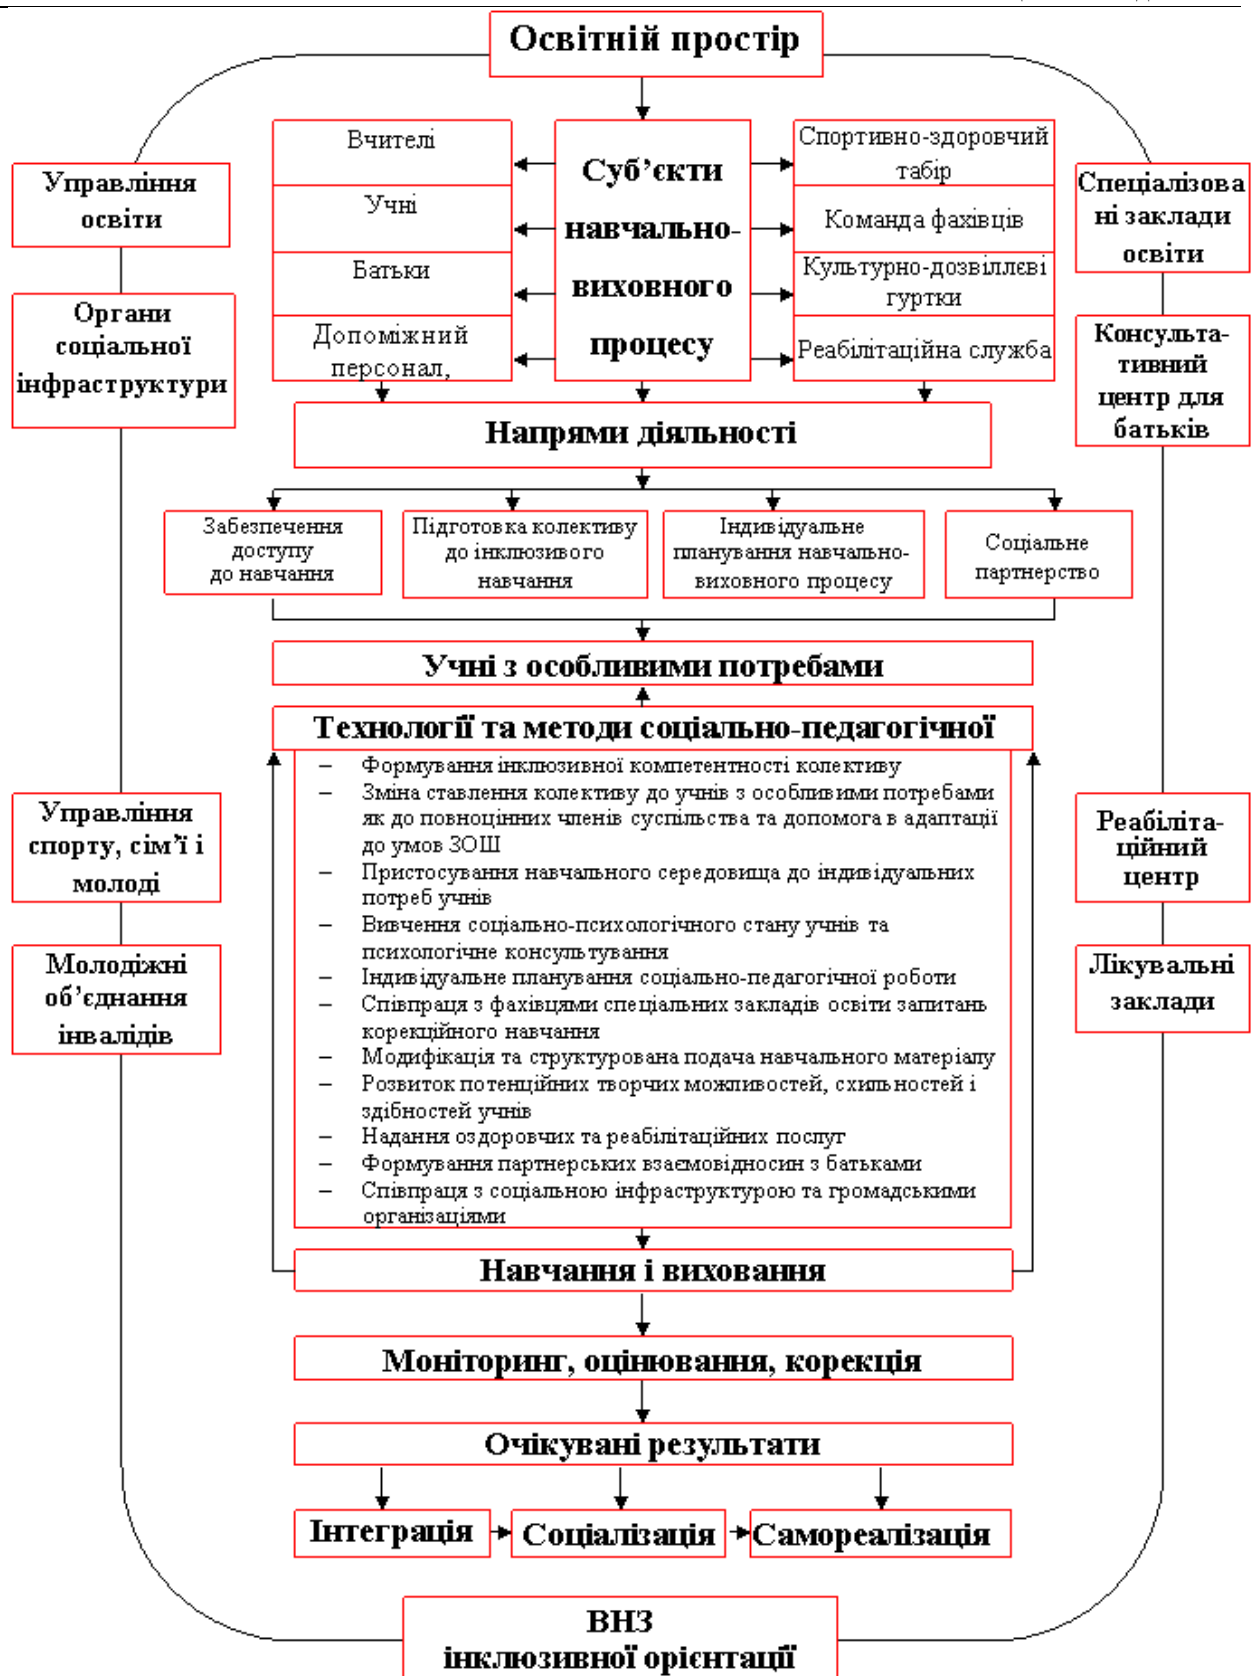 Освітній простір
Вчителі
Учні
Батьки
Допоміжний
персонал,
Суб’єкти
навчально-
виховного
процесу
Спортивно-здоровчий
табір
Команда фахівців
Культурно-дозвіллєві
гуртки
Реабілітаційна служба
Управління
освіти
Органи
соціальної
інфраструктури
Спеціалізова
ні заклади
освіти
Консульта-
тивний
центр для
батьків
Напрями діяльності
Забезпечення
доступу
до навчання
Підготовка колективу
до інклюзивого
навчання
Індивідуальне
планування навчально-
виховного процесу
Соціальне
партнерство
Учні з особливими потребами
Технології та методи соціально-педагогічної
– Формування інклюзивної компетентності колективу
– Зміна ставлення колективу до учнів з особливими потребами
як до повноцінних членів суспільства та допомога в адаптації
до умов ЗОШ
– Пристосування навчального середовища до індивідуальних
потреб учнів
– Вивчення соціально-психологічного стану учнів та
психологічне консультування
– Індивідуальне планування соціально-педагогічної роботи
– Співпраця з фахівцями спеціальних закладів освіти запитань
корекційного навчання
– Модифікація та структурована подача навчального матеріалу
– Розвиток потенційних творчих можливостей, схильностей і
здібностей учнів
– Надання оздоровчих та реабілітаційних послуг
– Формування партнерських взаємовідносин з батьками
– Співпраця з соціальною інфраструктурою та громадськими
організаціями
Управління
спорту, сім’ї і
молоді
Молодіжні
об’єднання
інвалідів
Реабіліта-
ційний
центр
Лікувальні
заклади
Навчання і виховання
Моніторинг, оцінювання, корекція
Очікувані результати
Інтеграція
Соціалізація
Самореалізація
ВНЗ
інклюзивної орієнтації